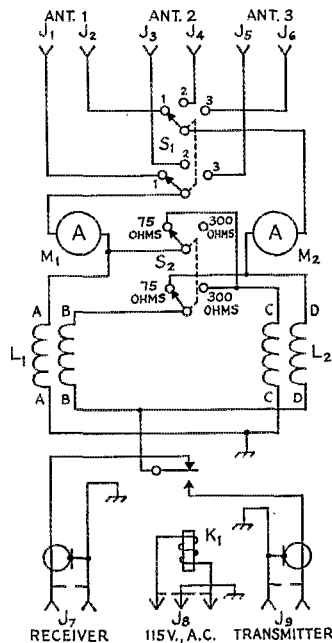 ANT. 1 ANT. 2 ANT. 3
J1 J2 J3 J4 J5 J6
1 2 3
S1
2
1 3
A A
M1 M2
75 OHMS 300 OHMS
S2
75 OHMS 300 OHMS
A B C D
L1 L2
A B C D
K1
J7 J8 J9
RECEIVER 115 V., A.C. TRANSMITTER